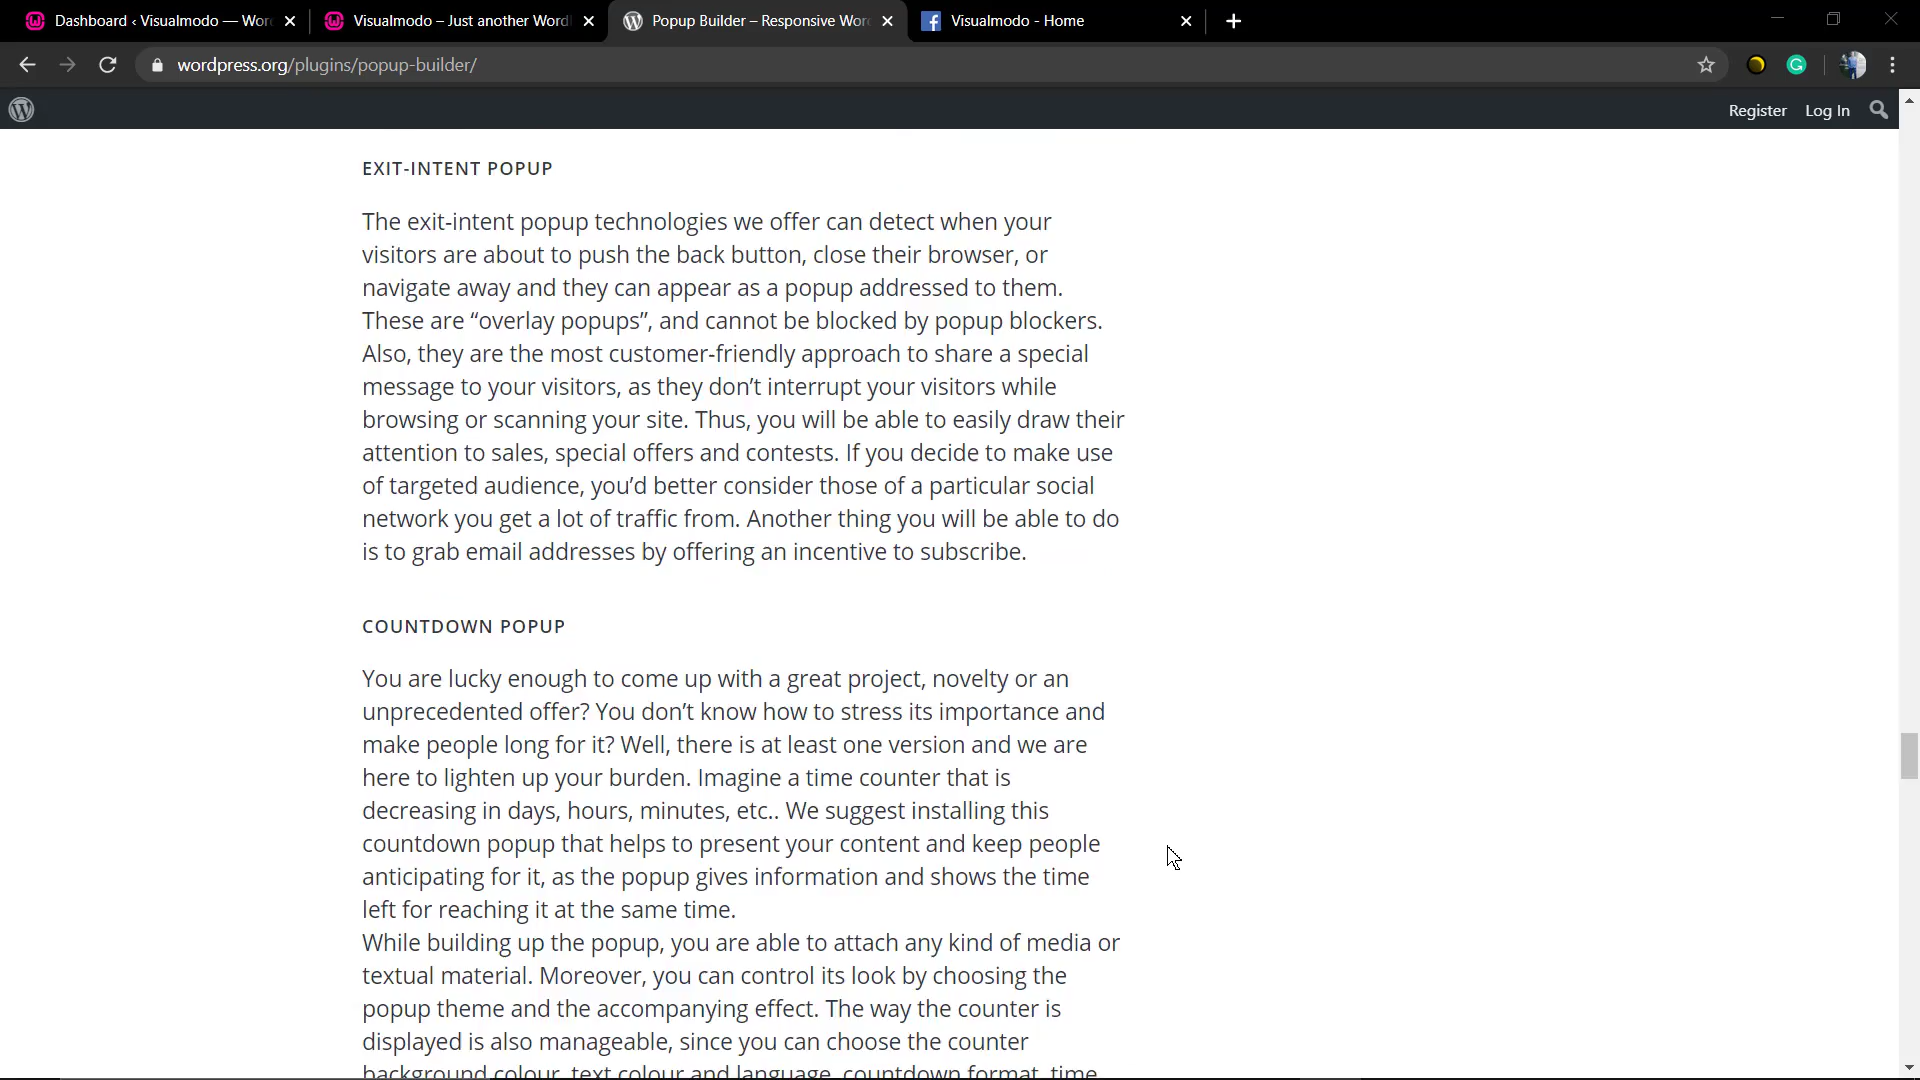 Dashboard ‹ Visualmodo — Wor
Visualmodo – Just another Word
Popup Builder – Responsive Wor
Visualmodo - Home
wordpress.org/plugins/popup-builder/
Register
Log In
EXIT-INTENT POPUP
The exit-intent popup technologies we offer can detect when your
visitors are about to push the back button, close their browser, or
navigate away and they can appear as a popup addressed to them.
These are “overlay popups”, and cannot be blocked by popup blockers.
Also, they are the most customer-friendly approach to share a special
message to your visitors, as they don’t interrupt your visitors while
browsing or scanning your site. Thus, you will be able to easily draw their
attention to sales, special offers and contests. If you decide to make use
of targeted audience, you’d better consider those of a particular social
network you get a lot of traffic from. Another thing you will be able to do
is to grab email addresses by offering an incentive to subscribe.
COUNTDOWN POPUP
You are lucky enough to come up with a great project, novelty or an
unprecedented offer? You don’t know how to stress its importance and
make people long for it? Well, there is at least one version and we are
here to lighten up your burden. Imagine a time counter that is
decreasing in days, hours, minutes, etc.. We suggest installing this
countdown popup that helps to present your content and keep people
anticipating for it, as the popup gives information and shows the time
left for reaching it at the same time.
While building up the popup, you are able to attach any kind of media or
textual material. Moreover, you can control its look by choosing the
popup theme and the accompanying effect. The way the counter is
displayed is also manageable, since you can choose the counter
background colour, text colour and language, countdown format, time